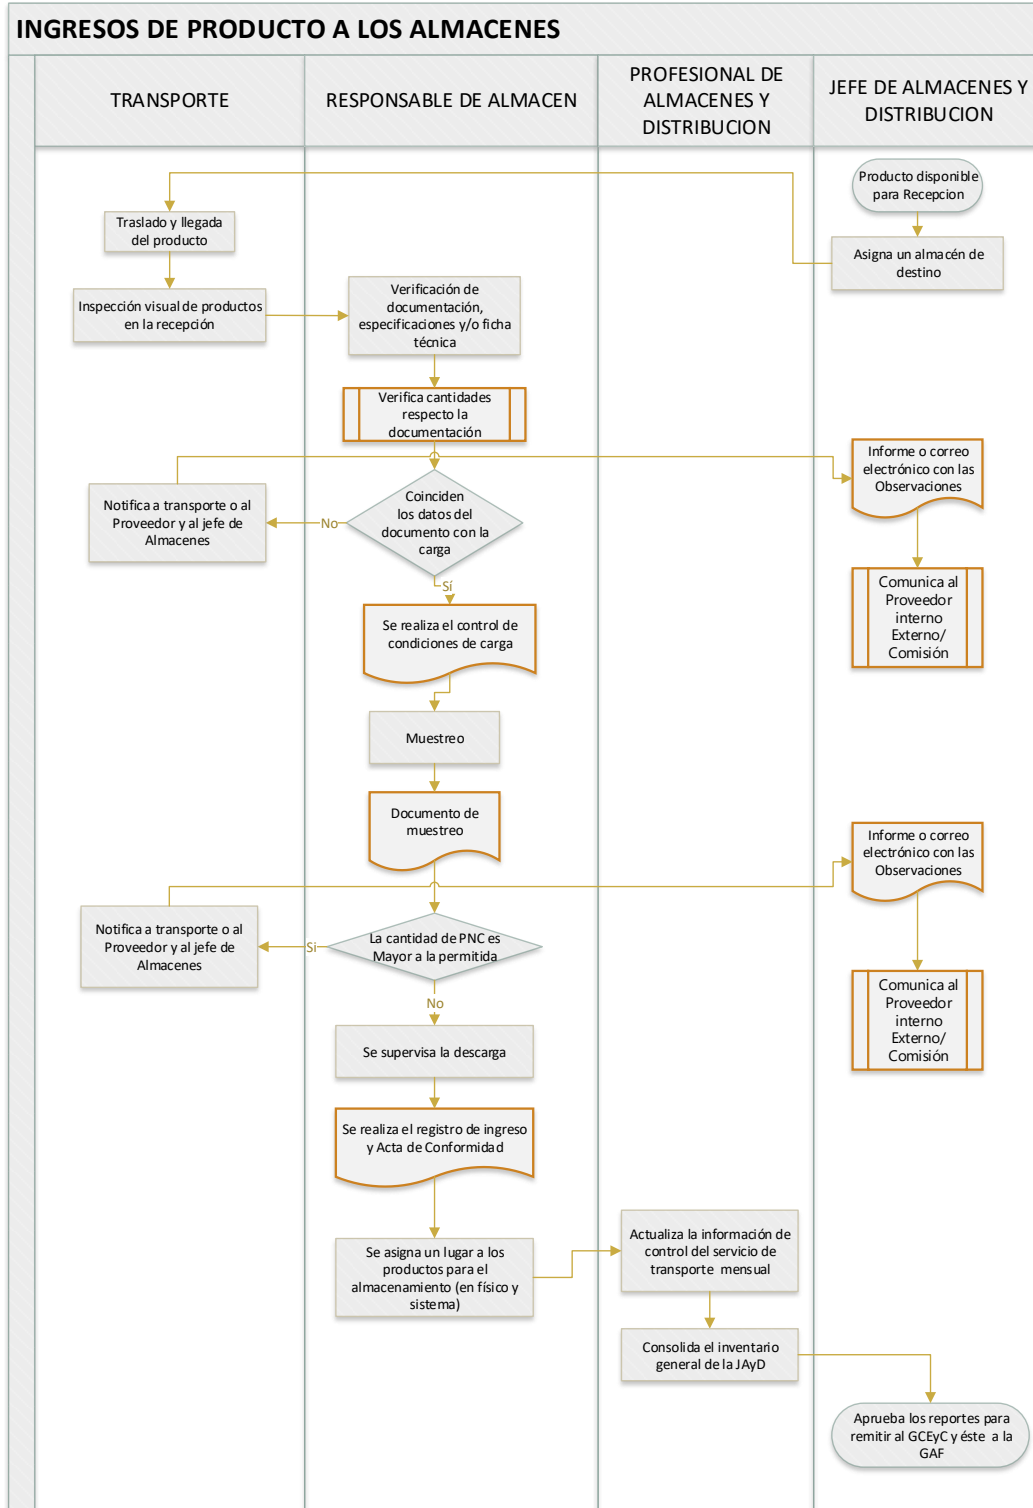 INGRESOS DE PRODUCTO A LOS ALMACENES
TRANSPORTE
RESPONSABLE DE ALMACEN
PROFESIONAL DE
ALMACENES Y
DISTRIBUCION
JEFE DE ALMACENES Y
DISTRIBUCION
Producto disponible
para Recepcion
Asigna un almacén de
destino
Traslado y llegada
del producto
Inspección visual de productos
en la recepción
Verificación de
documentación,
especificaciones y/o ficha
técnica
Verifica cantidades
respecto la
documentación
Coinciden
los datos del
documento con la
carga
No
Notifica a transporte o al
Proveedor y al jefe de
Almacenes
Informe o correo
electrónico con las
Observaciones
Comunica al
Proveedor
interno
Externo/
Comisión
Sí
Se realiza el control de
condiciones de carga
Muestreo
Documento de
muestreo
La cantidad de PNC es
Mayor a la permitida
Si
Notifica a transporte o al
Proveedor y al jefe de
Almacenes
Informe o correo
electrónico con las
Observaciones
Comunica al
Proveedor
interno
Externo/
Comisión
No
Se supervisa la descarga
Se realiza el registro de ingreso
y Acta de Conformidad
Se asigna un lugar a los
productos para el
almacenamiento (en físico y
sistema)
Actualiza la información de
control del servicio de
transporte mensual
Consolida el inventario
general de la JAyD
Aprueba los reportes para
remitir al GCEyC y éste a la
GAF